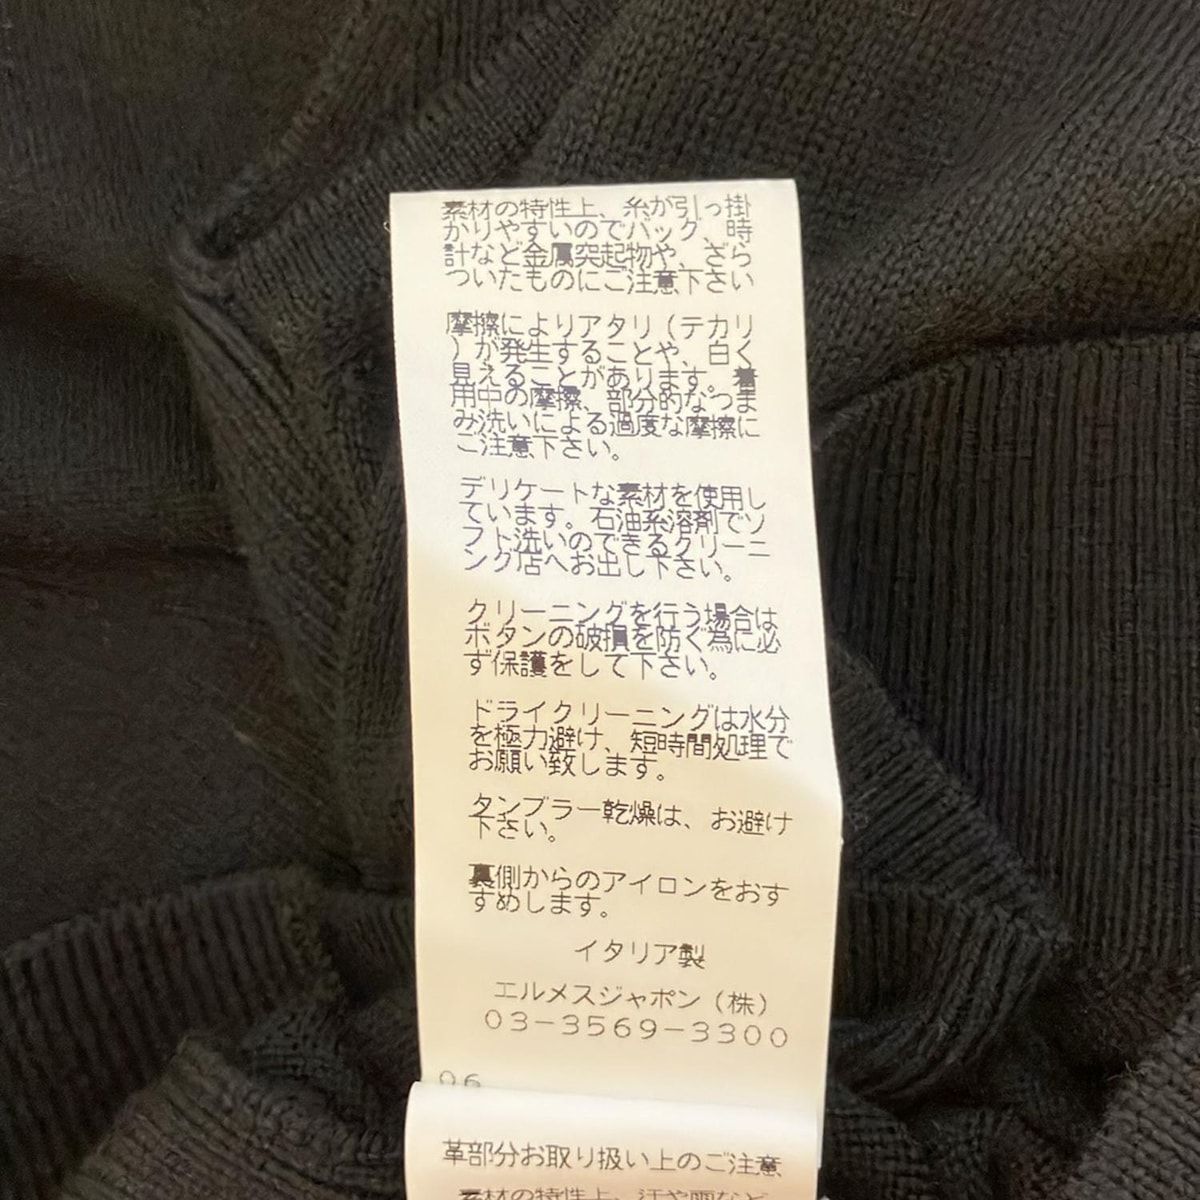 素材の特性上、糸が引っ掛
かりやすいのでバック、時
計など金属突起物や、ざら
ついたものにご注意下さい
摩擦によりアタリ（テカリ
）が発生することや、白く
見えることがあります。着
用中の摩擦、部分的なつま
み洗いによる過度な摩擦に
ご注意下さい。
デリケートな素材を使用し
ています。石油系溶剤でソ
フト洗いのできるクリーニ
ング店へお出し下さい。
クリーニングを行う場合は
ボタンの破損を防ぐ為に必
ず保護をして下さい。
ドライクリーニングは水分
を極力避け、短時間処理で
お願い致します。
タンブラー乾燥は、お避け
下さい。
裏側からのアイロンをおす
すめします。
イタリア製
エルメスジャポン（株）
03-3569-3300
06
革部分お取り扱い上のご注意
素材の特性上、汗や雨など